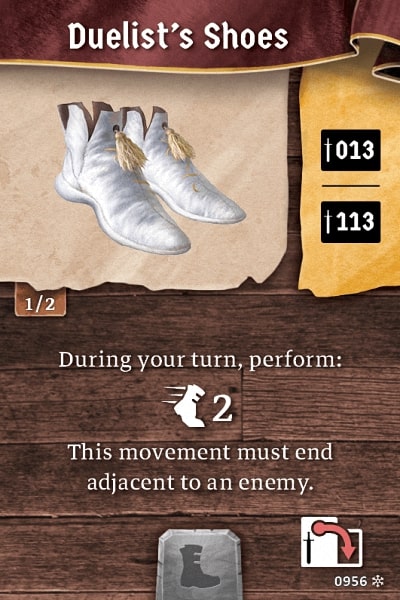 Duelist's Shoes
013
113
1/2
During your turn, perform:
2
This movement must end
adjacent to an enemy.
0956